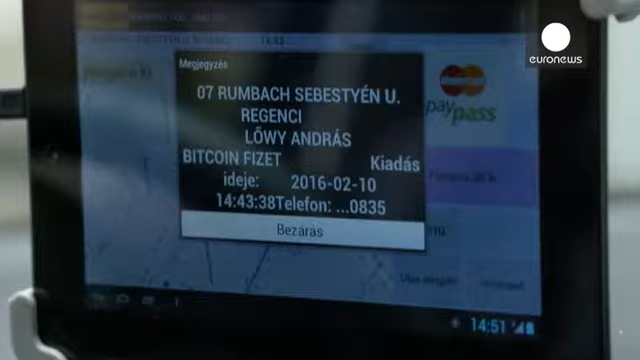 euronews
Megjegyzés
07 RUMBACH SEBESTYÉN U.
REGENCI
LŐWY ANDRÁS
BITCOIN FIZET Kiadás
ideje: 2016-02-10
14:43:38Telefon: ...0835
Bezárás
MasterCard
paypass
14:51